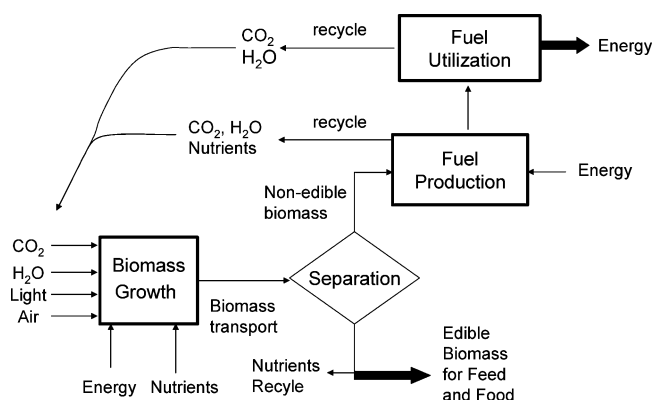 CO₂
H₂O
recycle
Fuel
Utilization
Energy
CO₂, H₂O
Nutrients
recycle
Fuel
Production
Energy
Non-edible
biomass
CO₂
H₂O
Light
Air
Biomass
Growth
Biomass
transport
Separation
Energy
Nutrients
Nutrients
Recyle
Edible
Biomass
for Feed
and Food